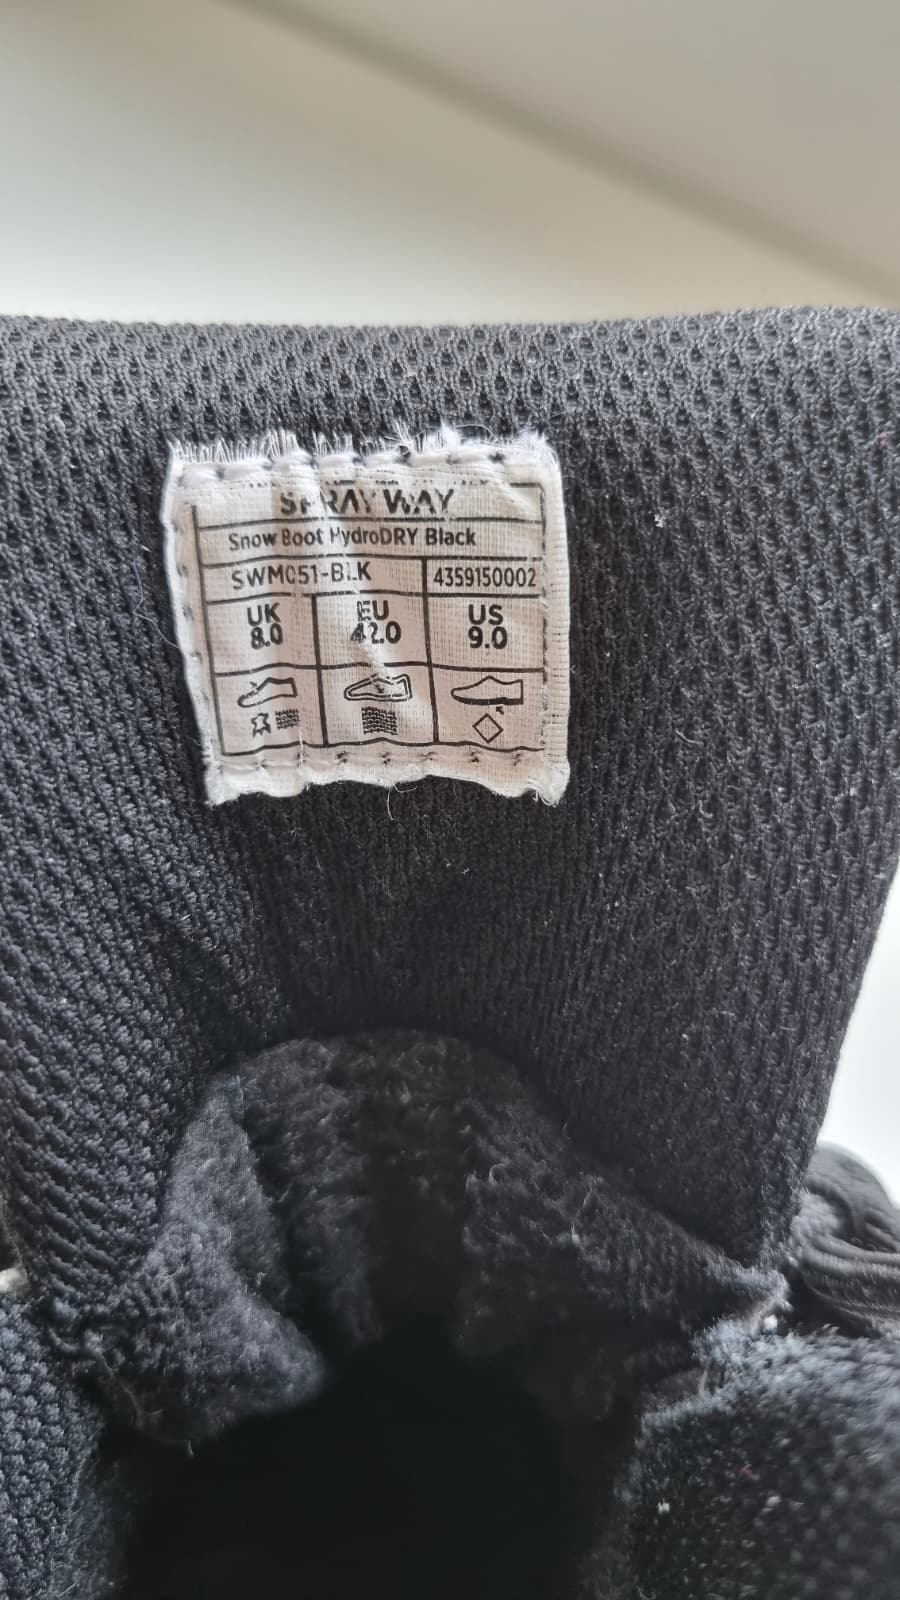 SPRAYWAY
Snow Boot HydroDRY Black
SWM051-BLK 4359150002
UK EU US
8.0 42.0 9.0